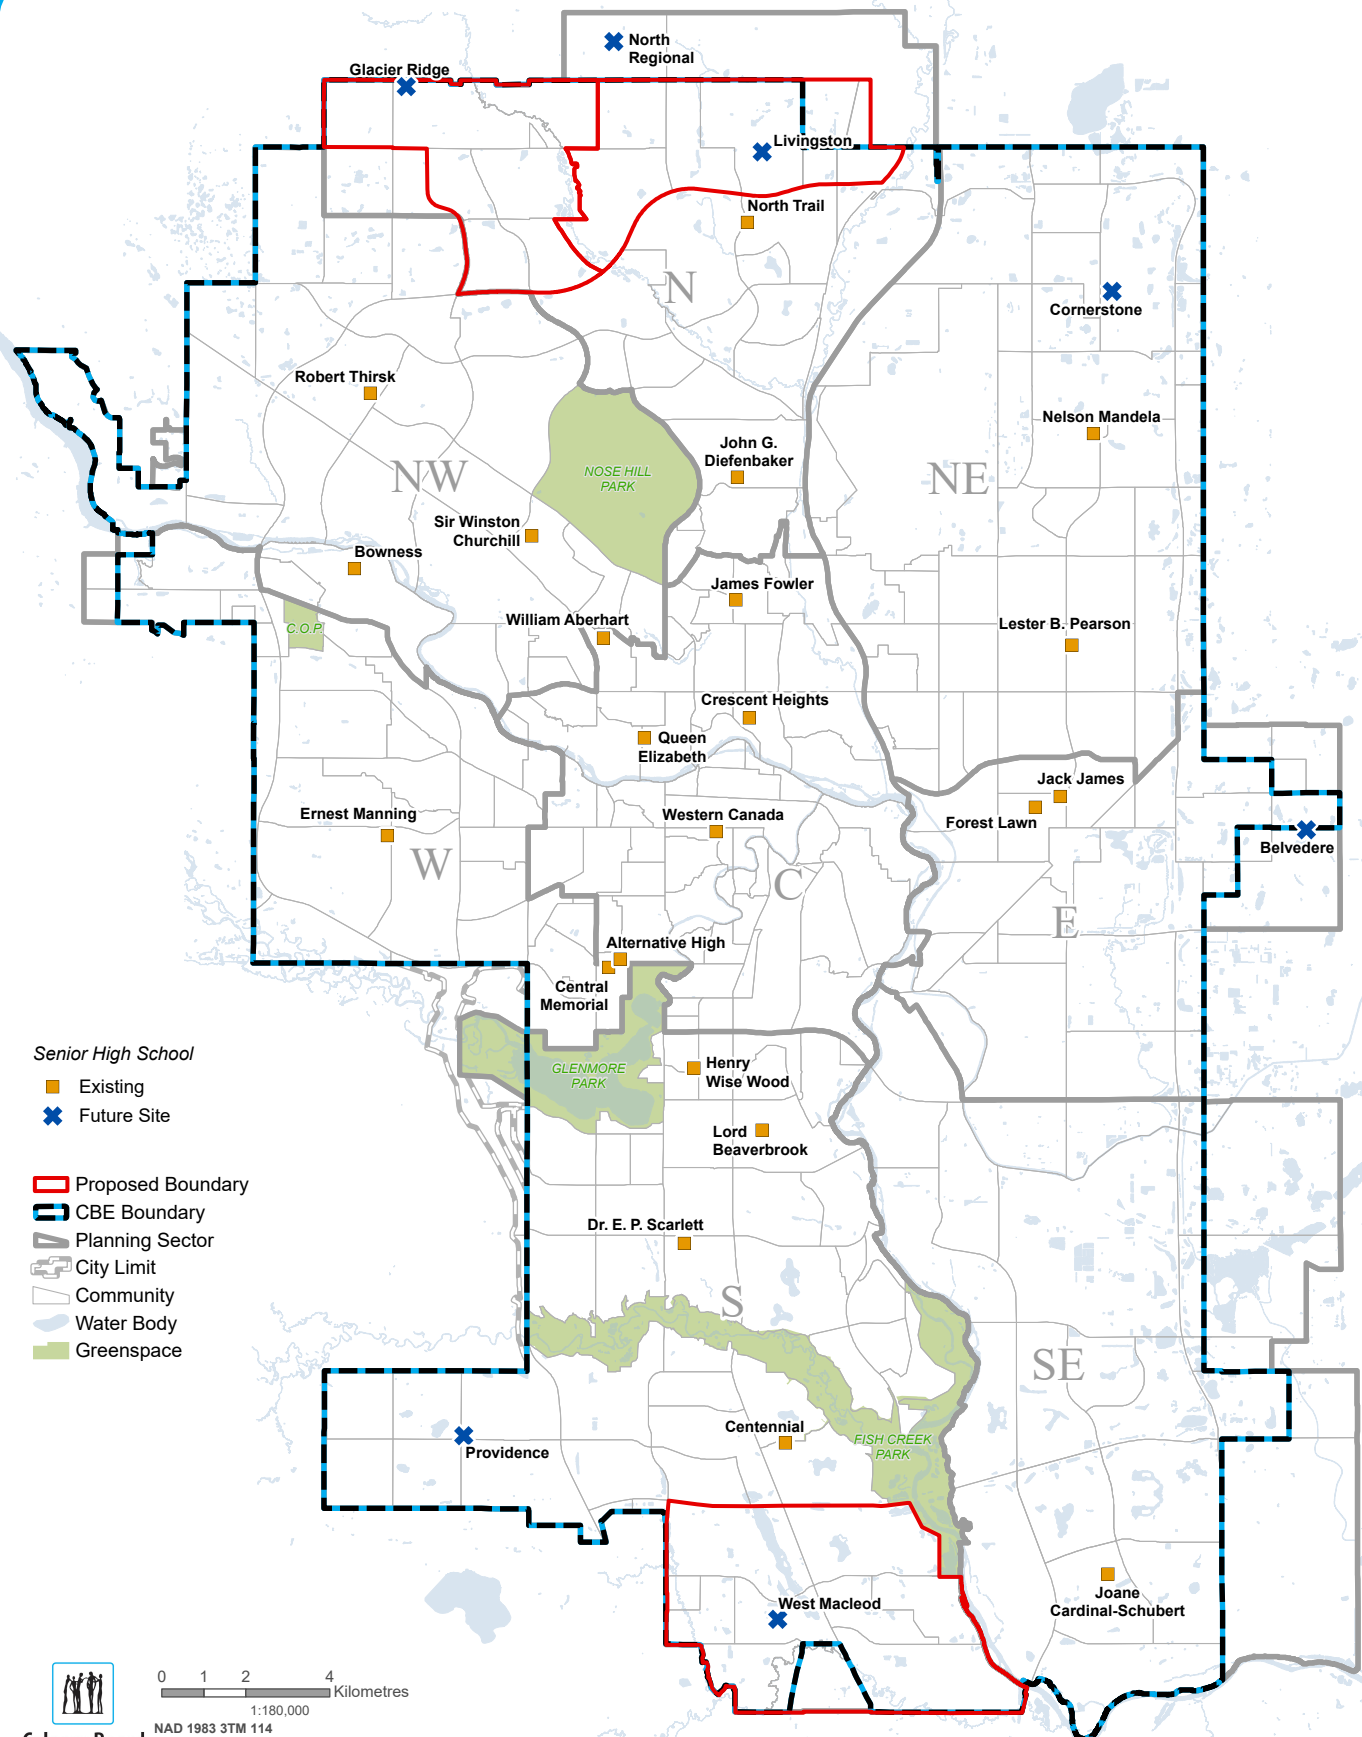 North
Regional
Glacier Ridge
Livingston
North Trail
N
Cornerstone
Robert Thirsk
Nelson Mandela
John G.
Diefenbaker
NOSE HILL
PARK
NW
NE
Sir Winston
Churchill
Bowness
James Fowler
William Aberhart
Lester B. Pearson
C.O.P.
Crescent Heights
Queen
Elizabeth
Jack James
Ernest Manning
Western Canada
Forest Lawn
Belvedere
W
C
E
Alternative High
Central
Memorial
Senior High School
Existing
Future Site
GLENMORE
PARK
Henry
Wise Wood
Lord
Beaverbrook
Proposed Boundary
CBE Boundary
Planning Sector
City Limit
Community
Water Body
Greenspace
Dr. E. P. Scarlett
S
SE
Centennial
FISH CREEK
PARK
Providence
Joane
Cardinal-Schubert
West Macleod
0 1 2 4
Kilometres
1:180,000
NAD 1983 3TM 114